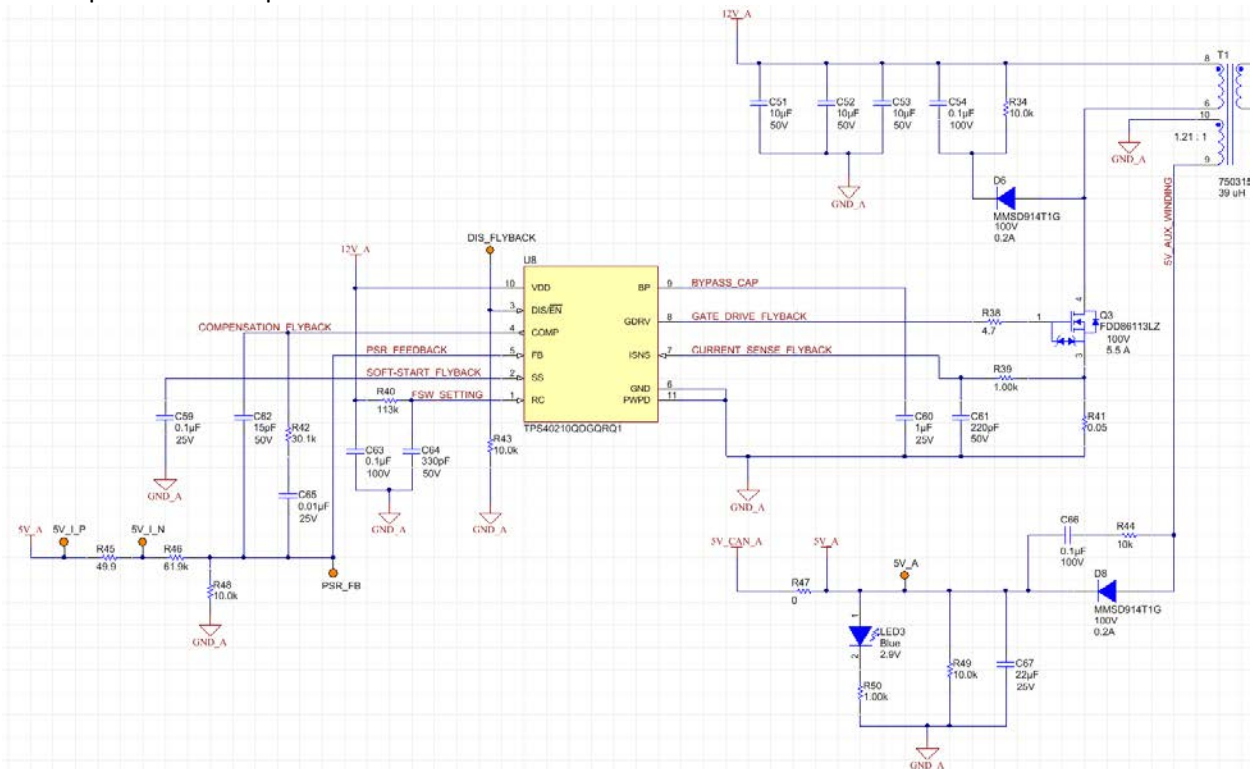 12V_A
T1
8
6
10
9
1.21 : 1
750315
39 uH
C51
10µF
50V
C52
10µF
50V
C53
10µF
50V
C54
0.1µF
100V
R34
10.0k
GND_A
GND_A
D6
MMSD914T1G
100V
0.2A
5V_AUX_WINDING
DIS_FLYBACK
12V_A
U8
10
VDD
3
DIS/EN
4
COMP
5
FB
2
SS
1
RC
BP
9
GDRV
8
ISNS
7
GND
6
PWPD
11
TPS40210QDGQRQ1
COMPENSATION_FLYBACK
PSR_FEEDBACK
SOFT-START_FLYBACK
FSW_SETTING
BYPASS_CAP
GATE_DRIVE_FLYBACK
CURRENT_SENSE_FLYBACK
R38
4.7
1
4
3
Q3
FDD86113LZ
100V
5.5 A
R39
1.00k
R41
0.05
R40
113k
C59
0.1µF
25V
GND_A
C62
15pF
50V
R42
30.1k
C65
0.01µF
25V
C63
0.1µF
100V
C64
330pF
50V
GND_A
R43
10.0k
GND_A
C60
1µF
25V
C61
220pF
50V
GND_A
5V_A
5V_I_P
5V_I_N
R45
49.9
R46
61.9k
R48
10.0k
GND_A
PSR_FB
5V_CAN_A
5V_A
5V_A
R47
0
C66
0.1µF
100V
R44
10k
D8
MMSD914T1G
100V
0.2A
1
2
LED3
Blue
2.9V
R50
1.00k
R49
10.0k
C67
22µF
25V
GND_A